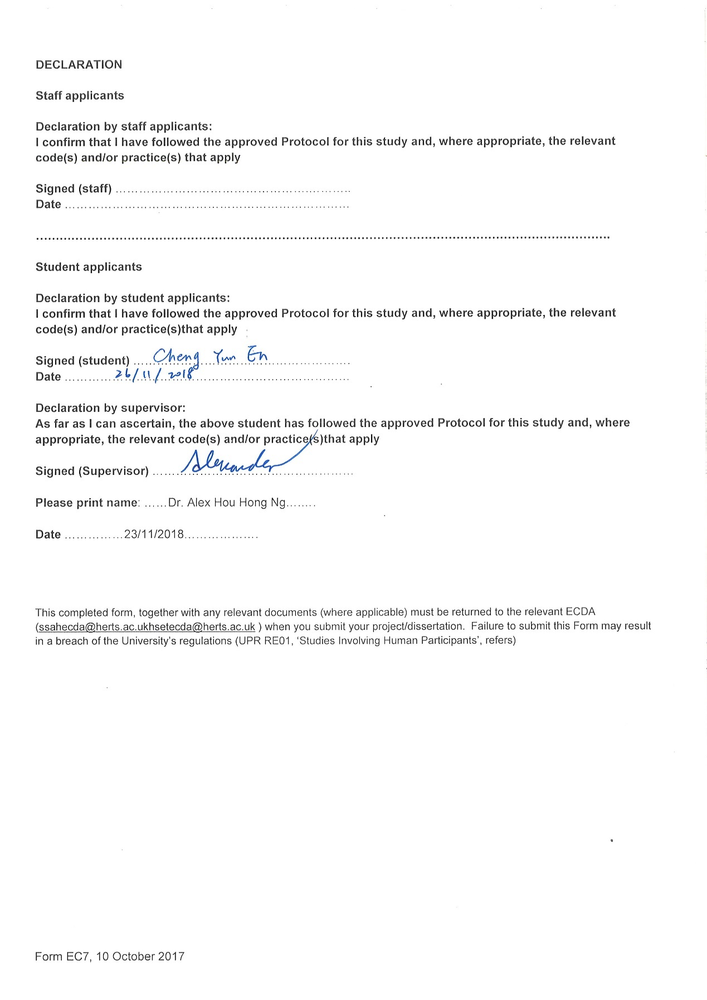 DECLARATION
Staff applicants
Declaration by staff applicants:
I confirm that I have followed the approved Protocol for this study and, where appropriate, the relevant
code(s) and/or practice(s) that apply
Signed (staff) ............................................................
Date ........................................................................
................................................................................................................................................
Student applicants
Declaration by student applicants:
I confirm that I have followed the approved Protocol for this study and, where appropriate, the relevant
code(s) and/or practice(s)that apply
Signed (student) ..... Cheng Yun En .....................
Date ............ 26/11/2018 .......................................
Declaration by supervisor:
As far as I can ascertain, the above student has followed the approved Protocol for this study and, where
appropriate, the relevant code(s) and/or practice(s)that apply
Signed (Supervisor) ....... Alexander ....................
Please print name: ......Dr. Alex Hou Hong Ng........
Date ...............23/11/2018...................
This completed form, together with any relevant documents (where applicable) must be returned to the relevant ECDA
(ssahecda@herts.ac.ukhsetecda@herts.ac.uk ) when you submit your project/dissertation. Failure to submit this Form may result
in a breach of the University's regulations (UPR RE01, 'Studies Involving Human Participants', refers)
Form EC7, 10 October 2017